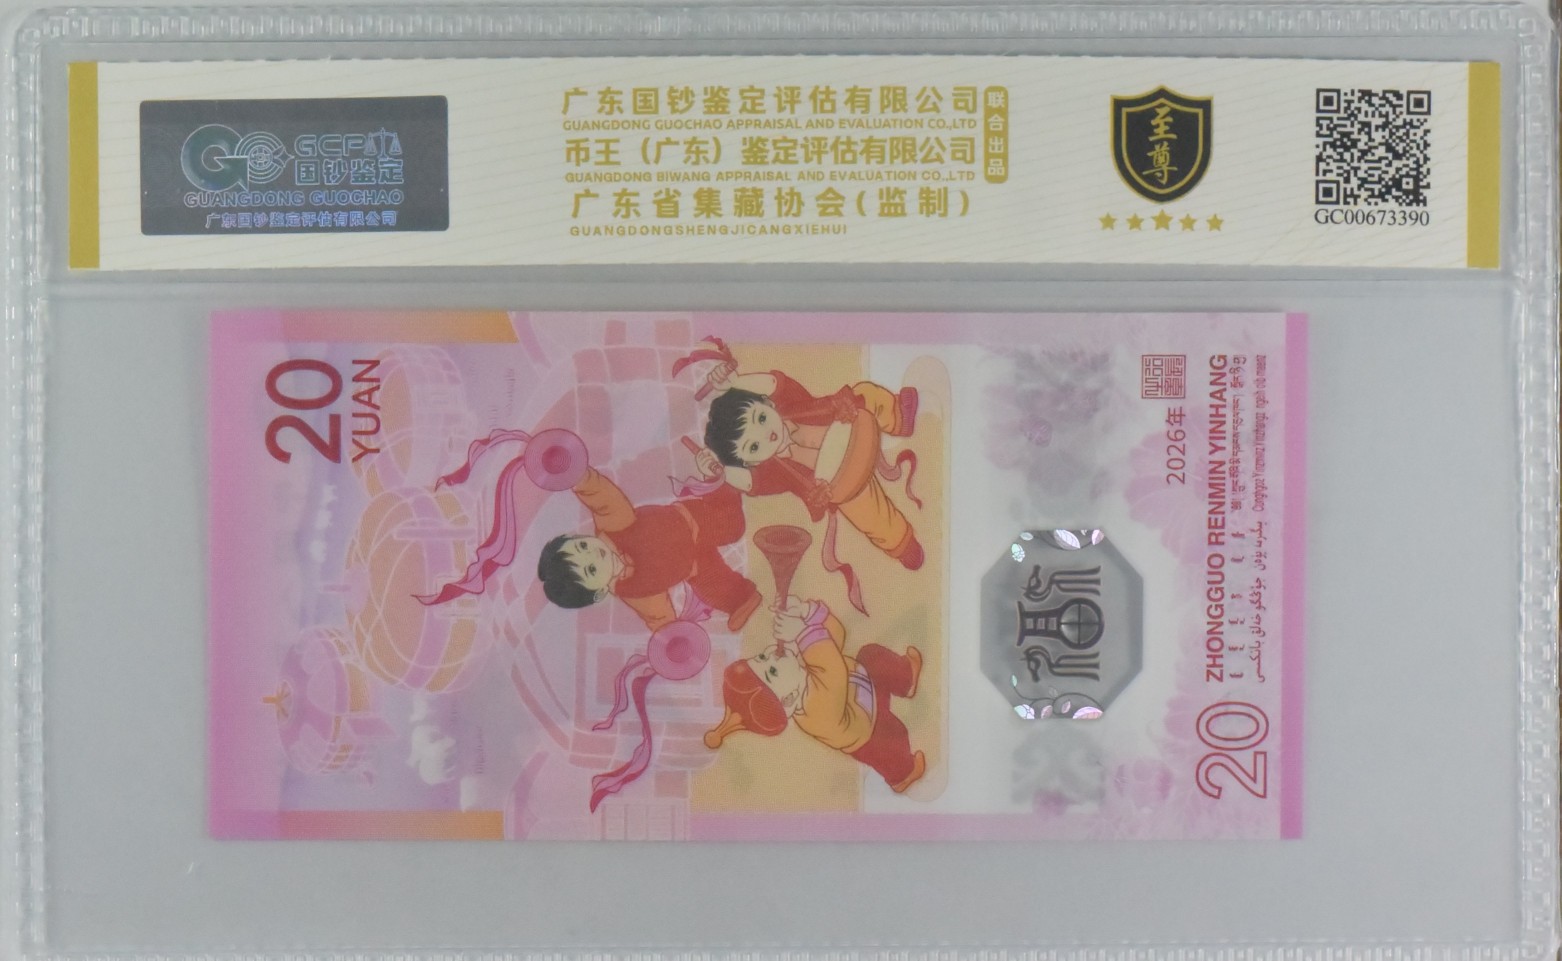 GCP
国钞鉴定
GUANGDONG GUOCHAO
广东国钞鉴定评估有限公司
广东国钞鉴定评估有限公司
GUANGDONG GUOCHAO APPRAISAL AND EVALUATION CO.,LTD
币王（广东）鉴定评估有限公司
GUANGDONG BIWANG APPRAISAL AND EVALUATION CO.,LTD
广东省集藏协会(监制)
GUANGDONGSHENGJICANGXIEHUI
联合出品
至尊
GC00673390
20
YUAN
福
2026年
ZHONGGUO RENMIN YINHANG
20